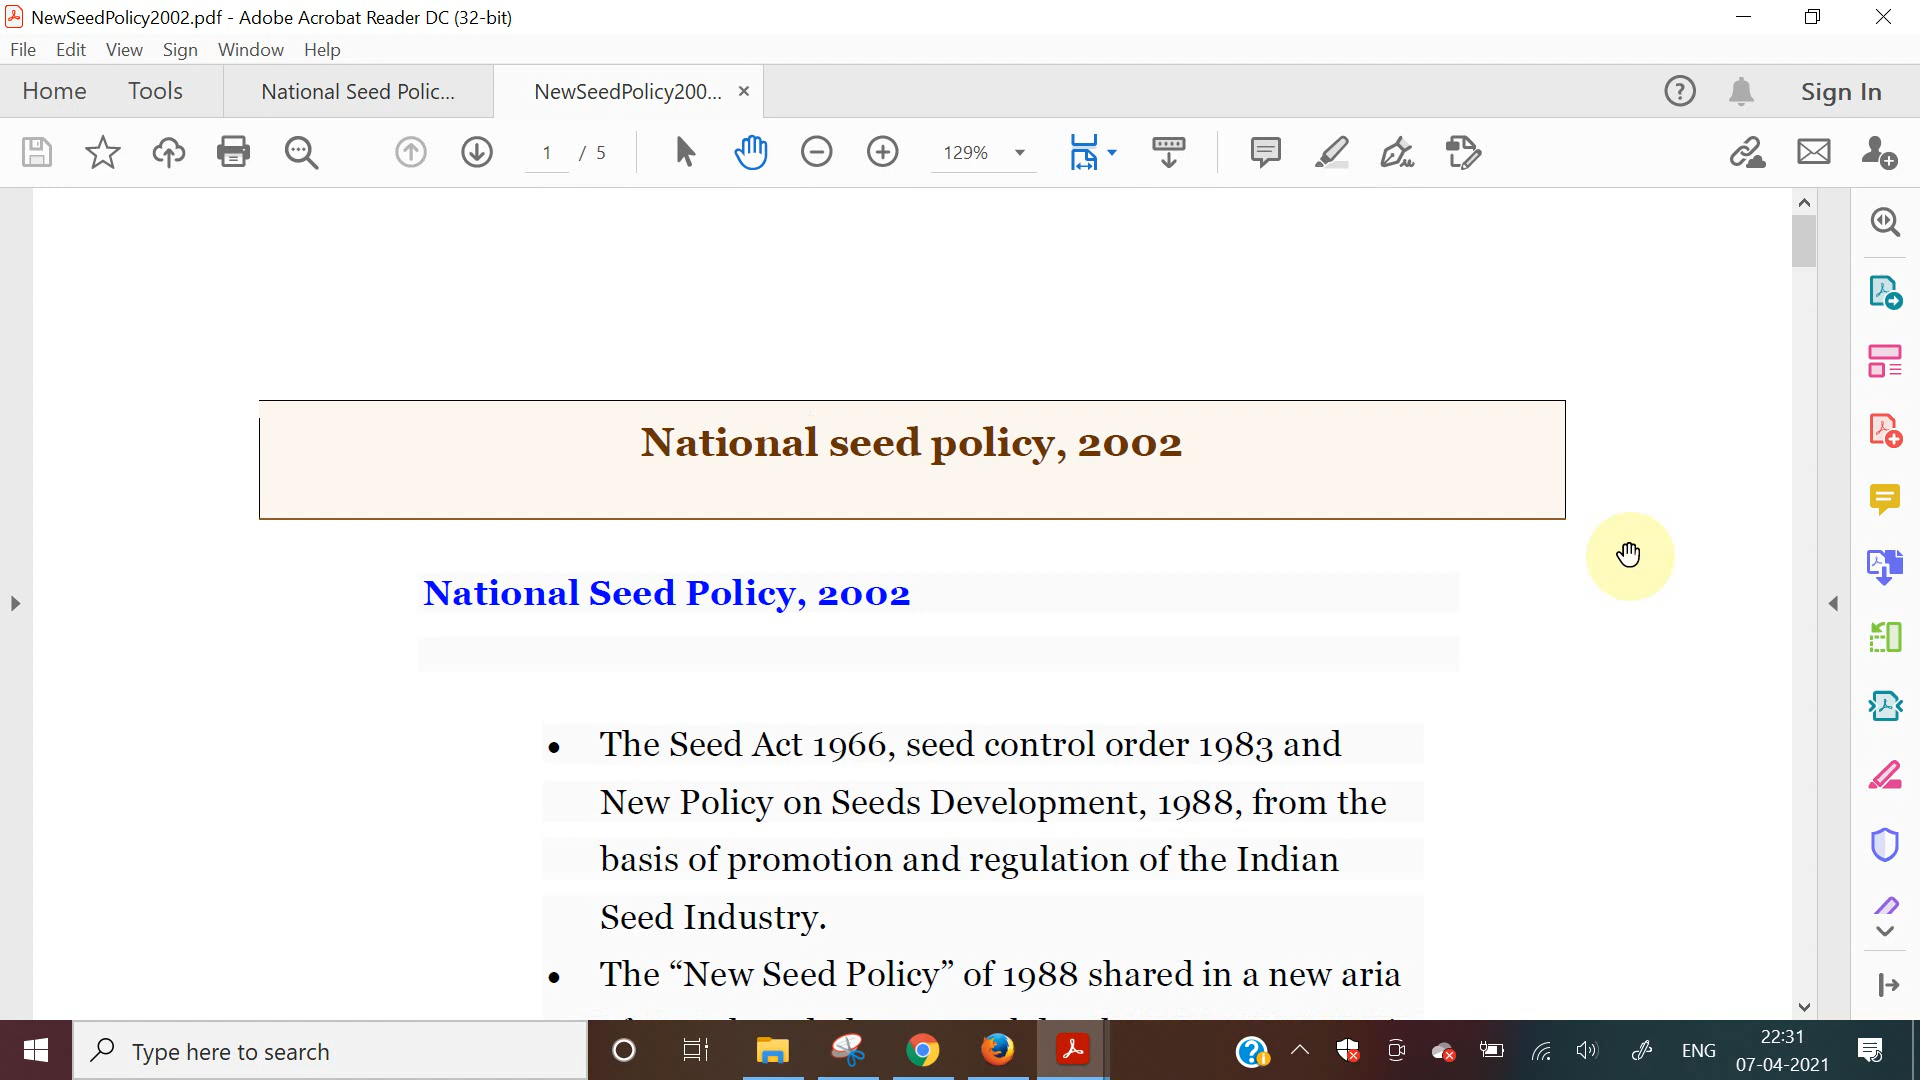 NewSeedPolicy2002.pdf - Adobe Acrobat Reader DC (32-bit)
File Edit View Sign Window Help
Home Tools National Seed Polic... NewSeedPolicy200... × Sign In
1 / 5 129%
National seed policy, 2002
National Seed Policy, 2002
• The Seed Act 1966, seed control order 1983 and
New Policy on Seeds Development, 1988, from the
basis of promotion and regulation of the Indian
Seed Industry.
• The “New Seed Policy” of 1988 shared in a new aria
Type here to search
ENG
22:31
07-04-2021